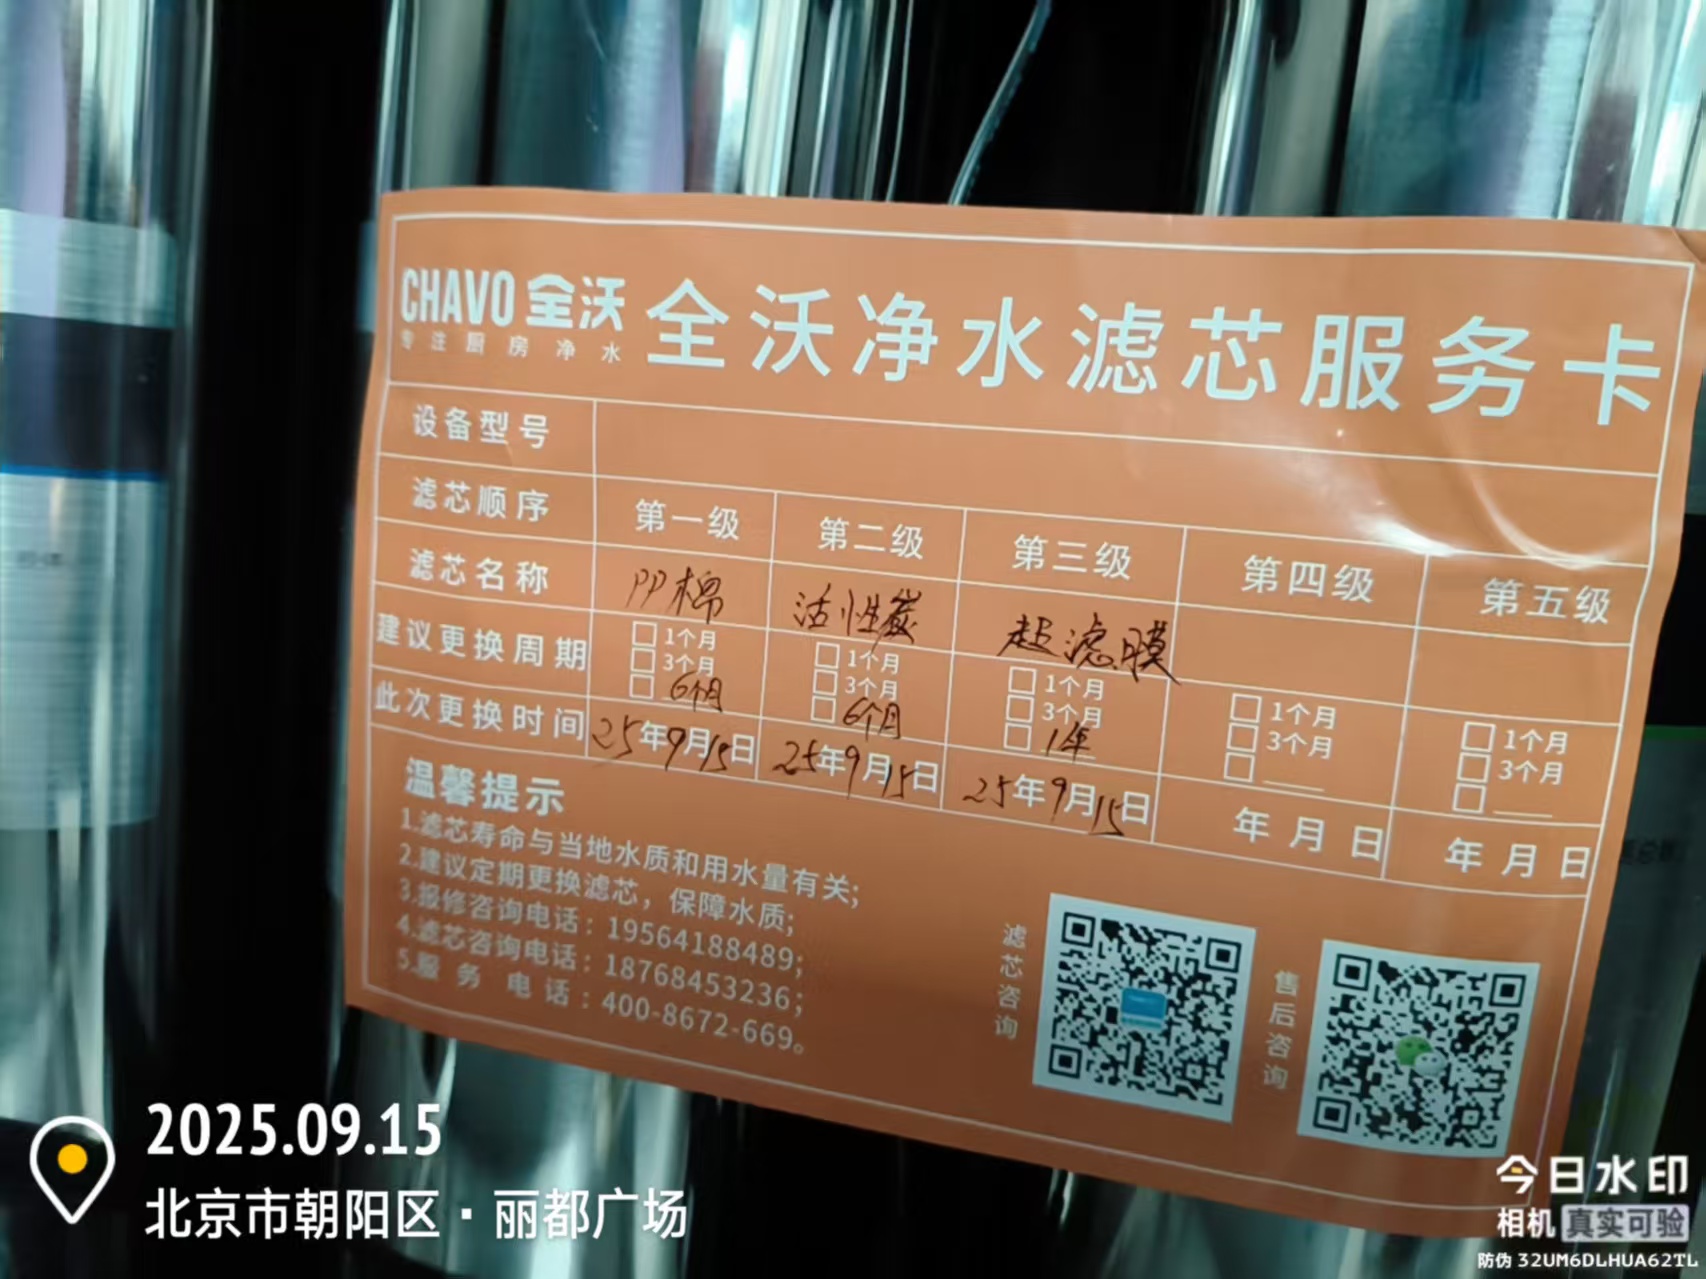 CHAVO 全沃 全沃净水滤芯服务卡
专注厨房净水
设备型号
滤芯顺序 第一级 第二级 第三级 第四级 第五级
滤芯名称 PP棉 活性炭 超滤膜
建议更换周期 □1个月 □1个月 □1个月 □1个月 □1个月
□3个月 □3个月 □3个月 □3个月 □3个月
□6个月 □6个月 □1年 □____ □____
此次更换时间 25年9月15日 25年9月15日 25年9月15日 年月日 年月日
温馨提示
1.滤芯寿命与当地水质和用水量有关;
2.建议定期更换滤芯，保障水质;
3.报修咨询电话：19564188489;
4.滤芯咨询电话：18768453236;
5.服务电话：400-8672-669。
滤芯咨询
售后咨询
2025.09.15
北京市朝阳区·丽都广场
今日水印
相机 真实可验
防伪 32UM6DLHUA62TL